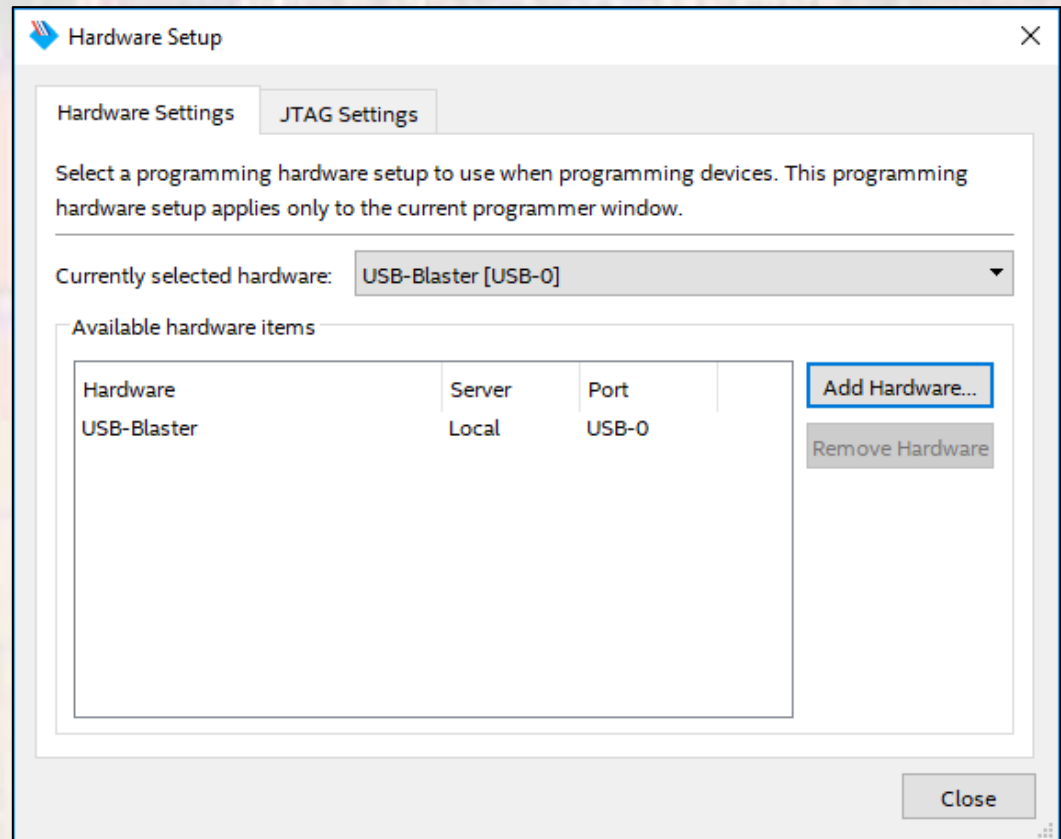 Hardware Setup
Hardware Settings JTAG Settings
Select a programming hardware setup to use when programming devices. This programming
hardware setup applies only to the current programmer window.
Currently selected hardware: USB-Blaster [USB-0]
Available hardware items
Hardware Server Port
Add Hardware...
USB-Blaster Local USB-0
Remove Hardware
Close